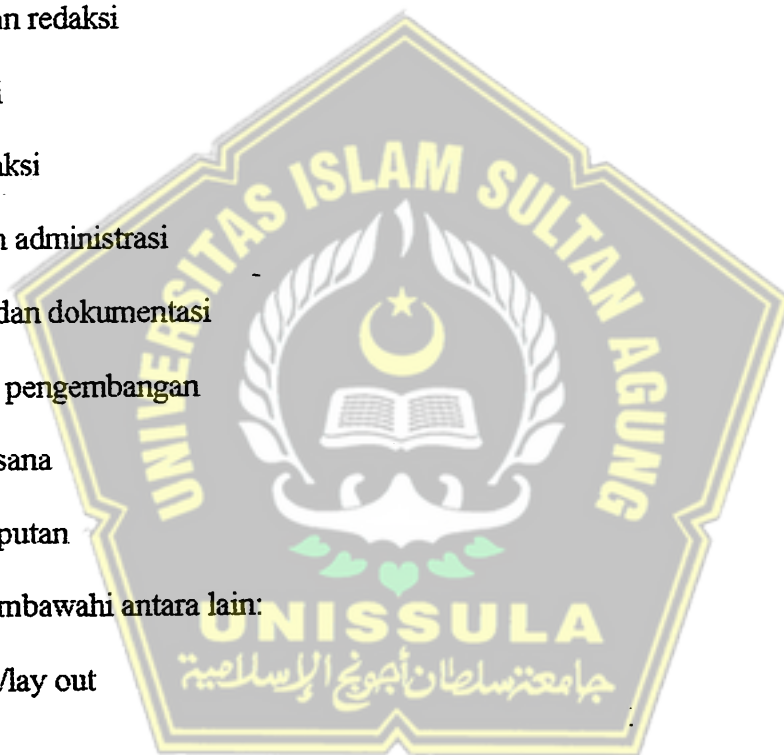 an redaksi
i
aksi
n administrasi
dan dokumentasi
pengembangan
sana
putan
mbawahi antara lain:
/lay out
UNIVERSITAS ISLAM SULTAN AGUNG
UNISSULA
جامعة سلطان أجونج الإسلامية